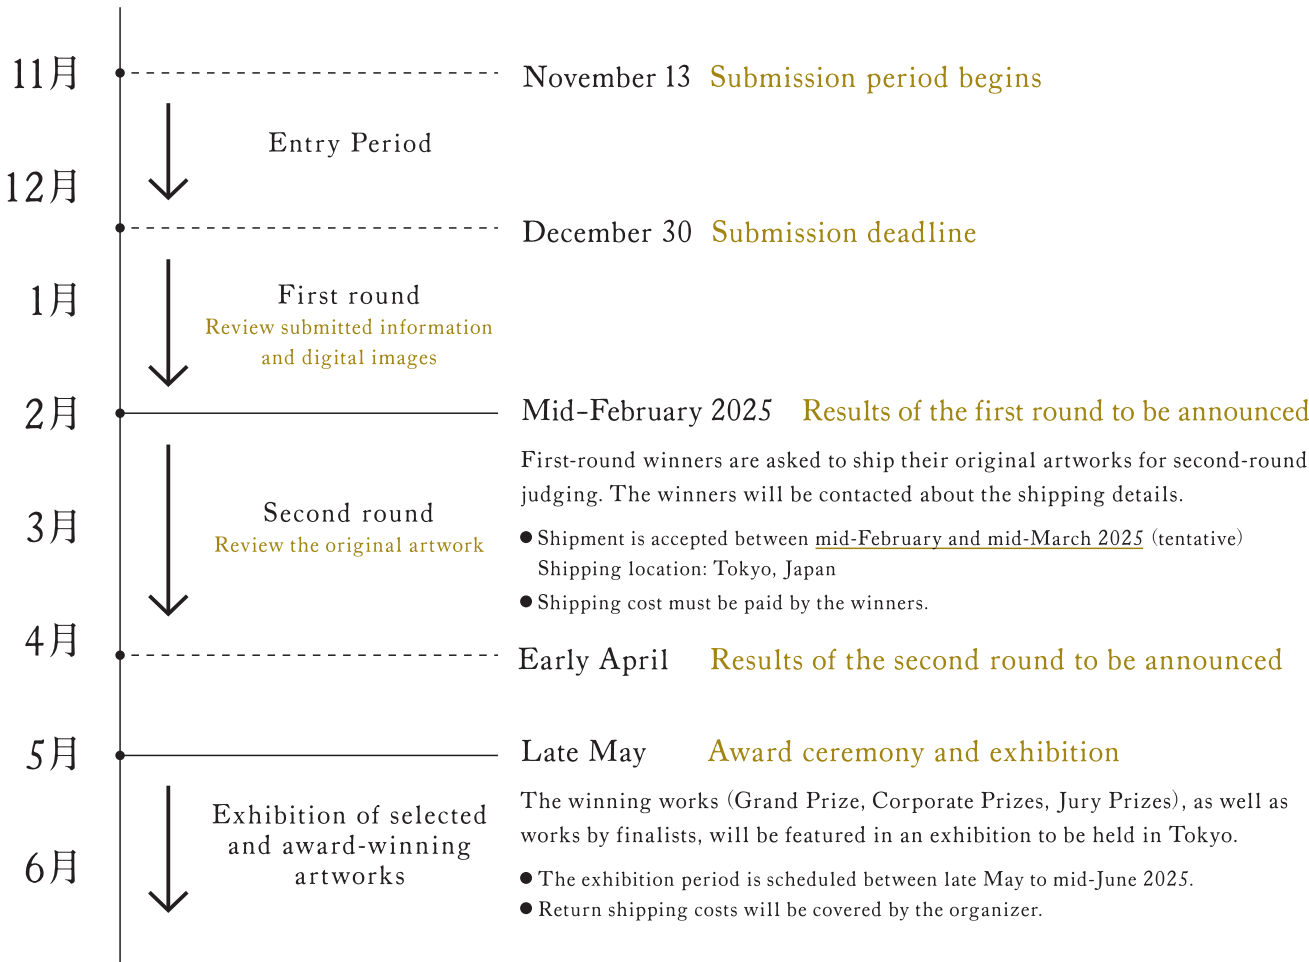 11月
November 13 Submission period begins
Entry Period
12月
December 30 Submission deadline
1月
First round
Review submitted information
and digital images
2月
Mid-February 2025 Results of the first round to be announced
First-round winners are asked to ship their original artworks for second-round
judging. The winners will be contacted about the shipping details.
3月
Second round
Review the original artwork
● Shipment is accepted between mid-February and mid-March 2025 (tentative)
Shipping location: Tokyo, Japan
● Shipping cost must be paid by the winners.
4月
Early April Results of the second round to be announced
5月
Late May Award ceremony and exhibition
The winning works (Grand Prize, Corporate Prizes, Jury Prizes), as well as
works by finalists, will be featured in an exhibition to be held in Tokyo.
Exhibition of selected
and award-winning
artworks
6月
● The exhibition period is scheduled between late May to mid-June 2025.
● Return shipping costs will be covered by the organizer.